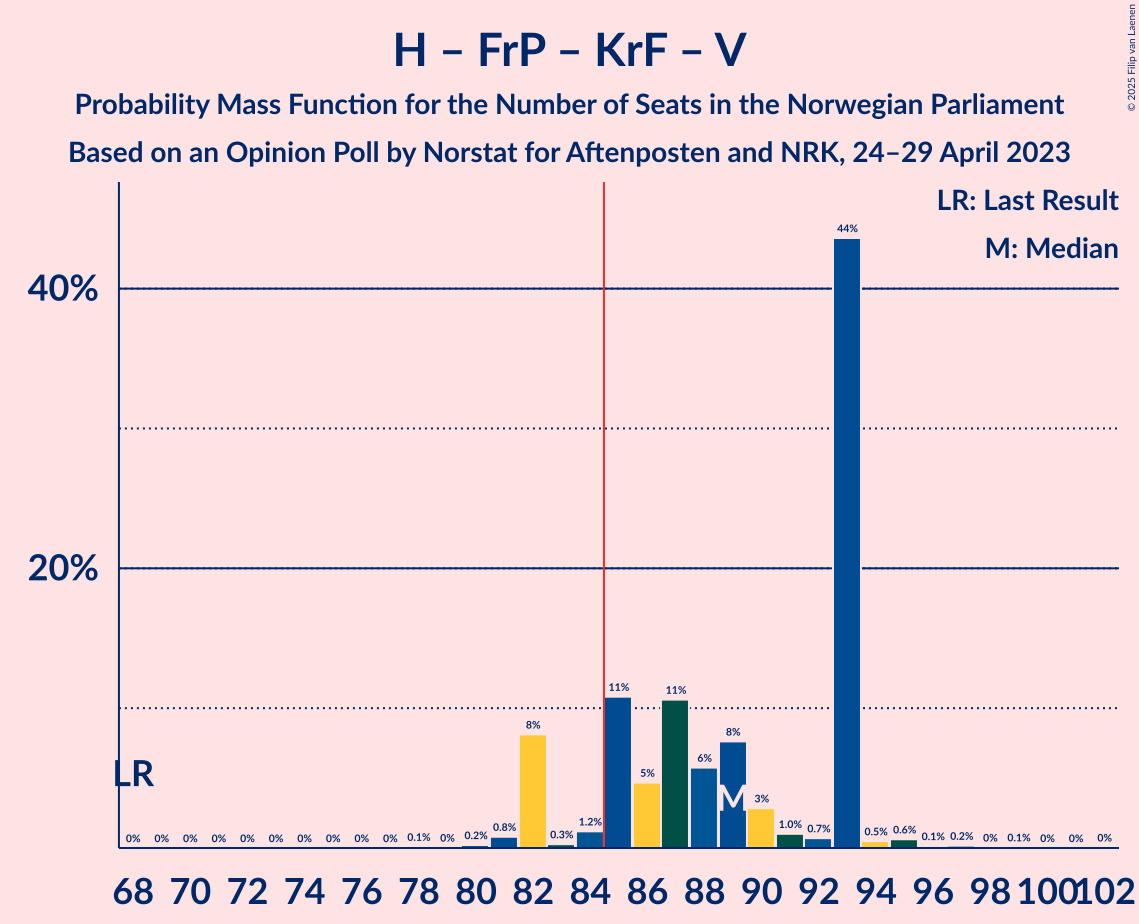 H – FrP – KrF – V
Probability Mass Function for the Number of Seats in the Norwegian Parliament
Based on an Opinion Poll by Norstat for Aftenposten and NRK, 24–29 April 2023
© 2025 Filip van Laenen
LR: Last Result
M: Median
44%
40%
20%
11% 11%
8% 8%
6%
5%
3%
LR
M
0% 0% 0% 0% 0% 0% 0% 0% 0% 0% 0.1% 0% 0.2% 0.8% 0.3% 1.2% 1.0% 0.7% 0.5% 0.6% 0.1% 0.2% 0% 0.1% 0% 0% 0%
68 70 72 74 76 78 80 82 84 86 88 90 92 94 96 98 100 102